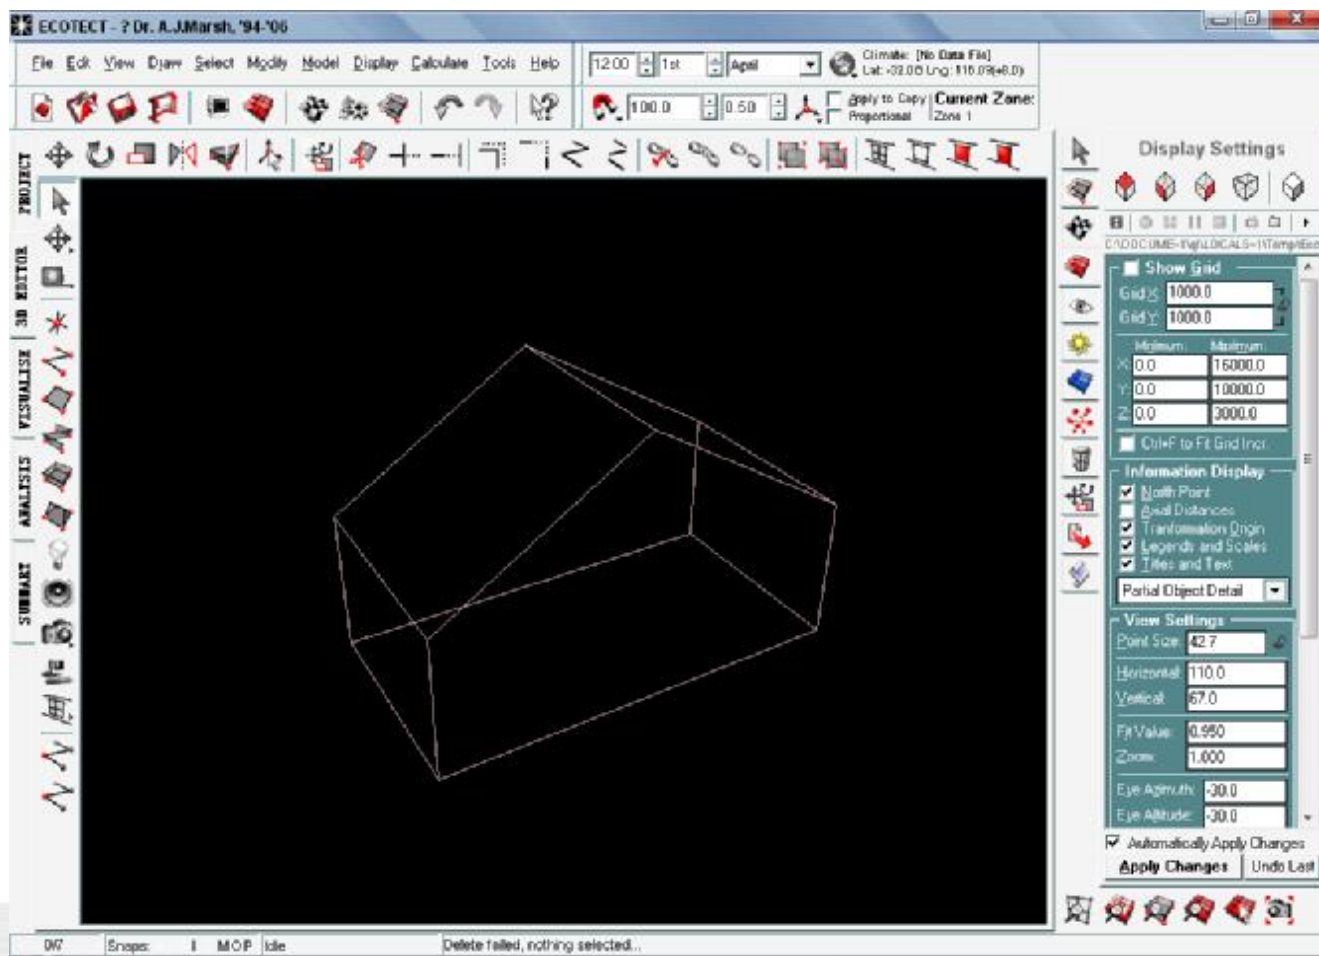 ECOTECT - ? Dr. A.J.Marsh, '94-'06
File Edit View Draw Select Modify Model Display Calculate Tools Help
12:00 1st April
Climate: [No Data File]
100.0 0.50
Apply to Copy
Proportional
Current Zone:
Zone 1
PROJECT
3D EDITOR
VISUALISE
ANALYSIS
Display Settings
Show Grid
Grid X: 1000.0
Grid Y: 1000.0
Minimum: Maximum:
X: 0.0 15000.0
Y: 0.0 10000.0
Z: 0.0 3000.0
Ctrl+F to Fit Grid Incr.
Information Display
North Point
Axial Distances
Tranformation Origin
Legends and Scales
Titles and Text
Partial Object Detail
View Settings
Point Size: 42.7
Horizontal: 110.0
Vertical: 67.0
Fit Value: 0.950
Zoom: 1.000
Eye Azimuth: -30.0
Eye Altitude: -30.0
Automatically Apply Changes
Apply Changes Undo Last
0/7 Snaps: I M O P Idle Delete failed, nothing selected...